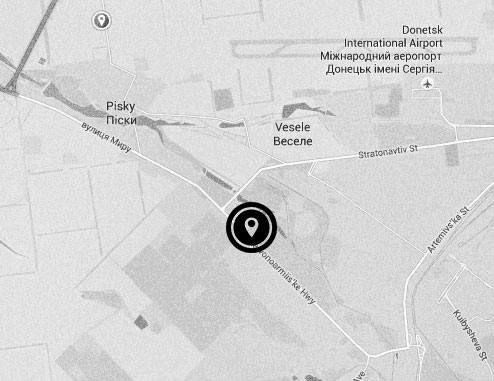 Donetsk
International Airport
Міжнародний аеропорт
Донецьк імені Сергія...
Pisky
Піски
вулиця Миру
Vesele
Веселе
Stratonavtiv St
Artemivs'ka St
Kuibysheva St
Hwy
Ave